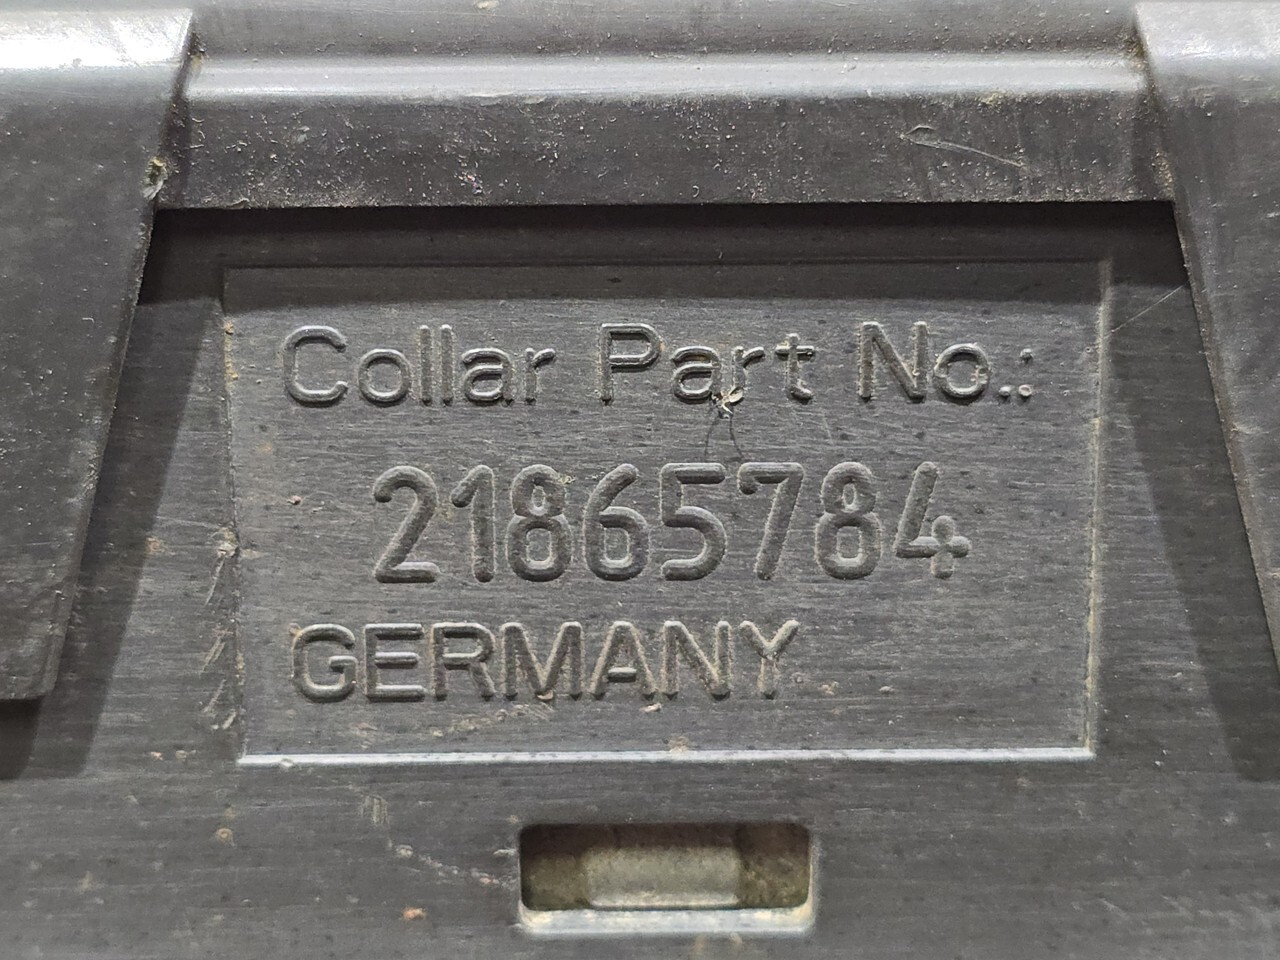 Collar Part No.:
21865784
GERMANY